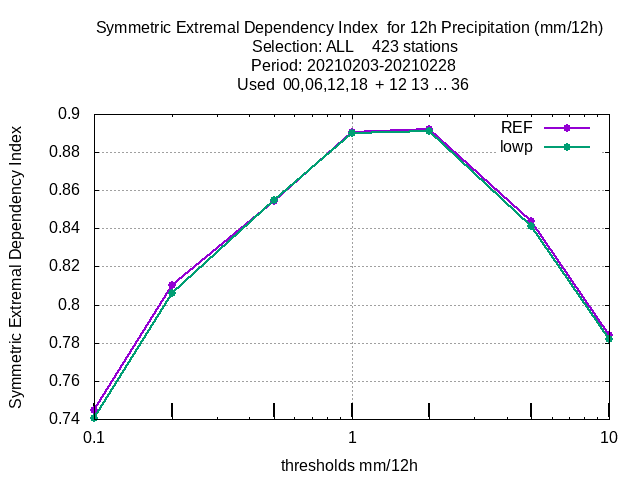 Symmetric Extremal Dependency Index  for 12h Precipitation (mm/12h)
Selection: ALL    423 stations
Period: 20210203-20210228
Used  00,06,12,18  + 12 13 ... 36
Symmetric Extremal Dependency Index
0.9
0.88
0.86
0.84
0.82
0.8
0.78
0.76
0.74
REF
lowp
0.1 1 10
thresholds mm/12h